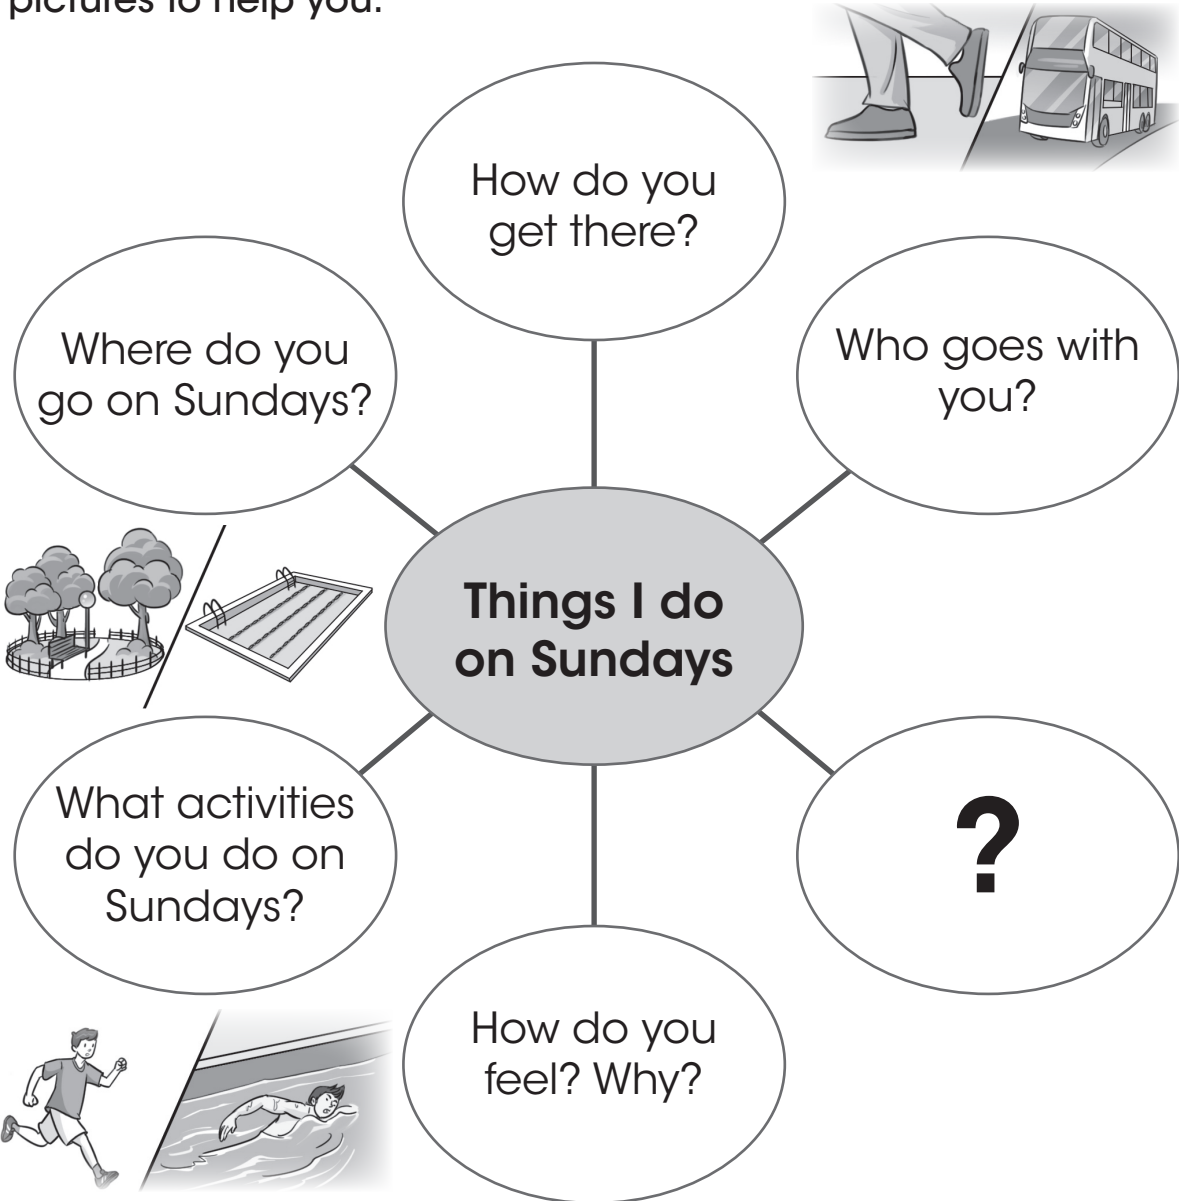 pictures to help you.
How do you
get there?
Where do you
go on Sundays?
Who goes with
you?
Things I do
on Sundays
What activities
do you do on
Sundays?
?
How do you
feel? Why?